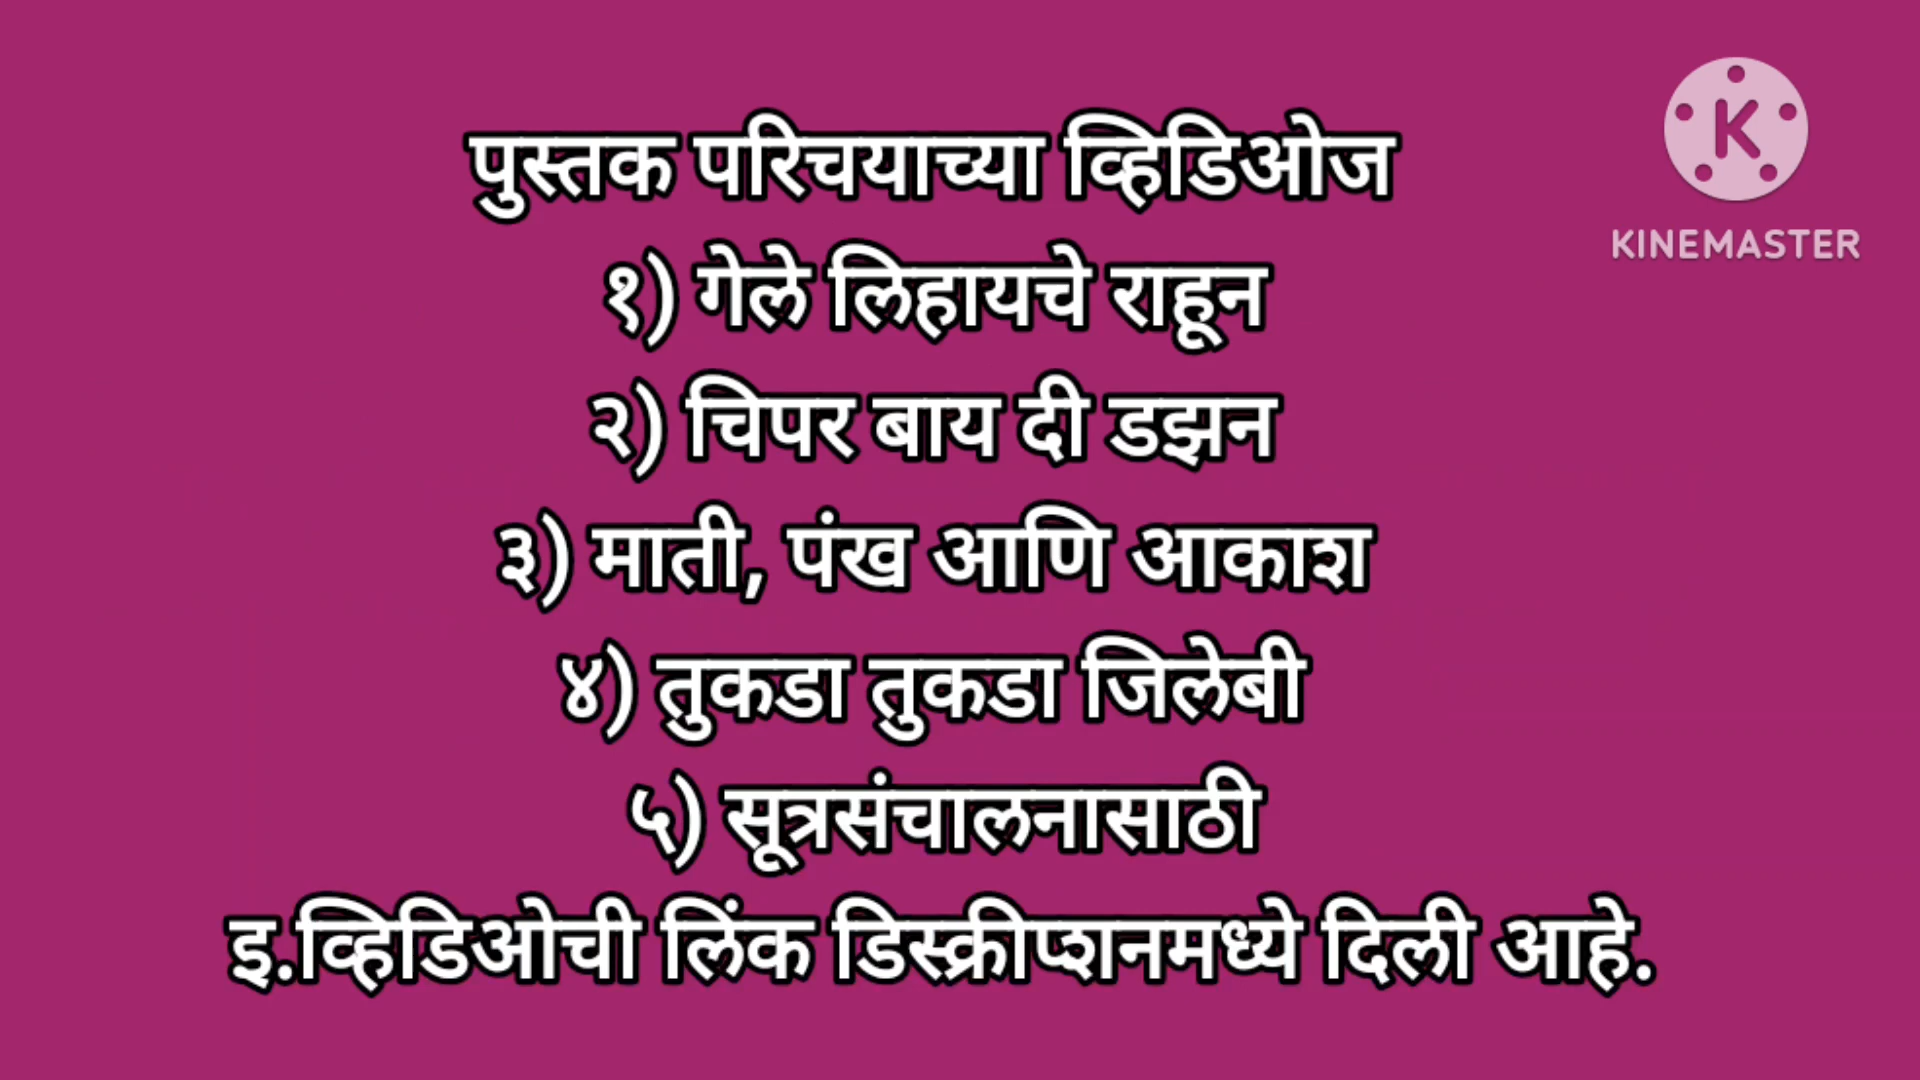 पुस्तक परिचयाच्या व्हिडिओज
१) गेले लिहायचे राहून
२) चिपर बाय दी डझन
३) माती, पंख आणि आकाश
४) तुकडा तुकडा जिलेबी
५) सूत्रसंचालनासाठी
इ.व्हिडिओची लिंक डिस्क्रीप्शनमध्ये दिली आहे.
K
KINEMASTER